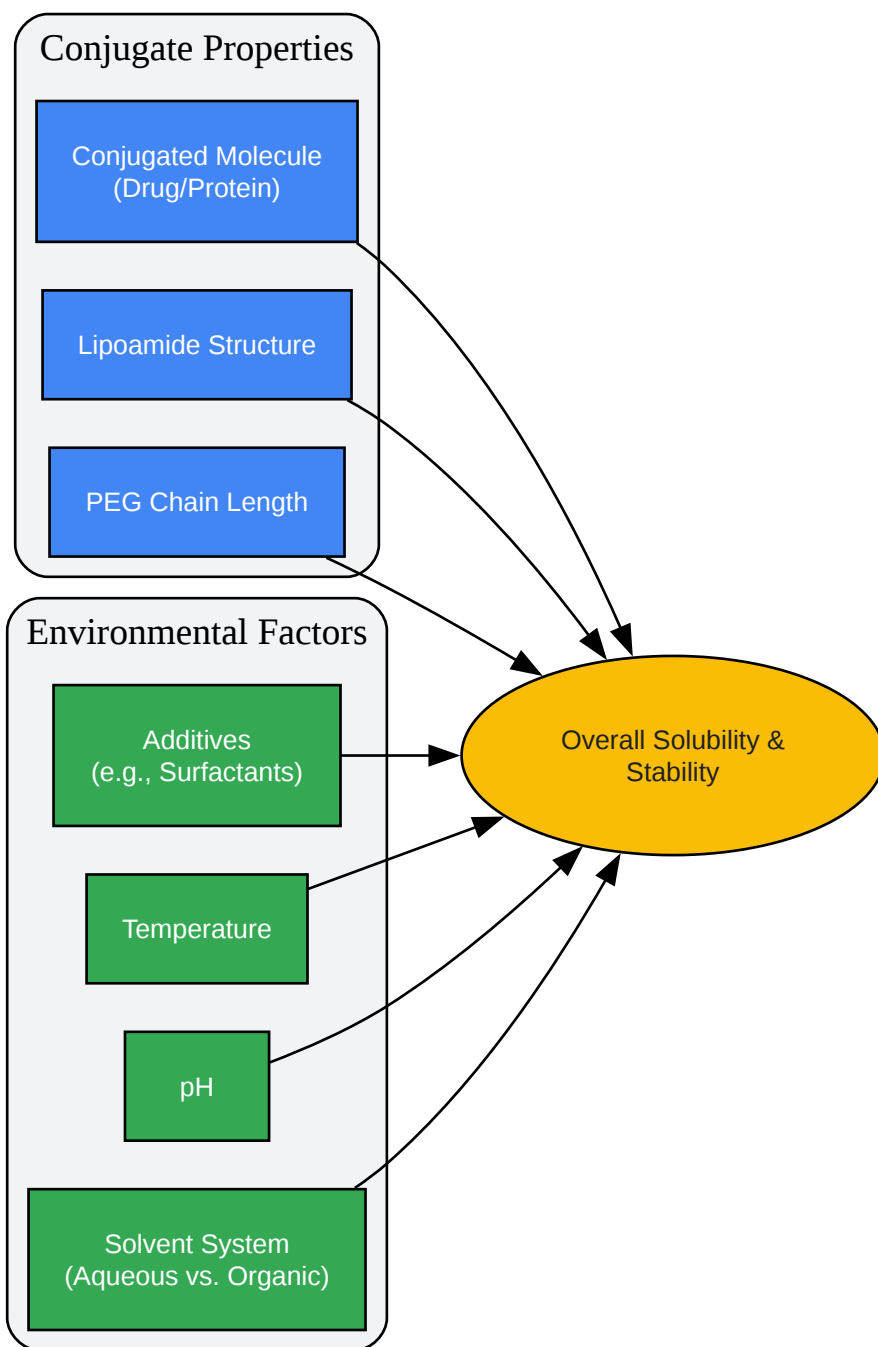 Conjugate Properties
Conjugated Molecule
(Drug/Protein)
Lipoamide Structure
PEG Chain Length
Environmental Factors
Additives
(e.g., Surfactants)
Temperature
pH
Solvent System
(Aqueous vs. Organic)
Overall Solubility &
Stability